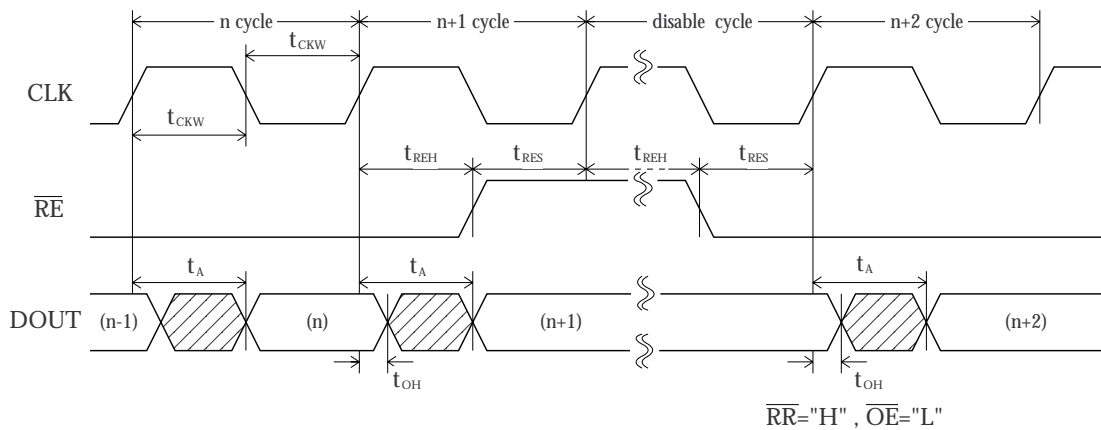 n cycle n+1 cycle disable cycle n+2 cycle
tCKW
CLK
tCKW
tREH tRES tREH tRES
RE
tA tA tA
DOUT (n-1) (n) (n+1) (n+2)
tOH tOH
RR="H" , OE="L"